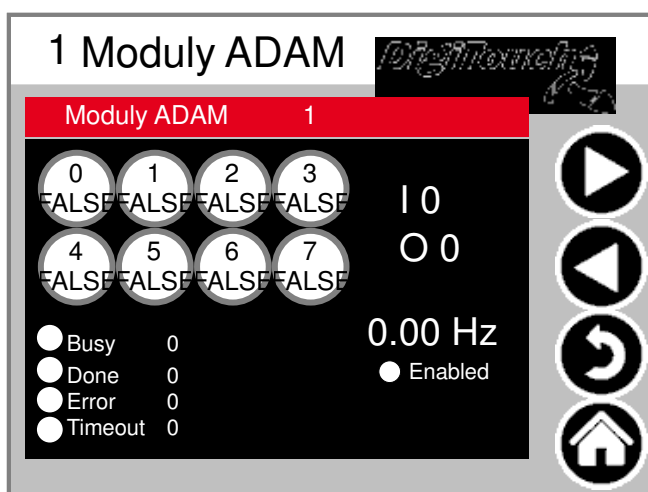 1 Moduly ADAM
DigiTouch
Moduly ADAM 1
0 1 2 3
FALSE FALSE FALSE FALSE
I 0
4 5 6 7
FALSE FALSE FALSE FALSE
O 0
0.00 Hz
Busy 0
Done 0
Enabled
Error 0
Timeout 0